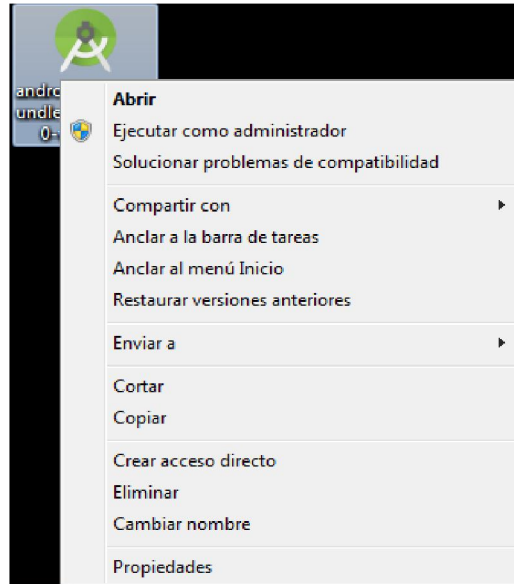 andro
undle
0-
Abrir
Ejecutar como administrador
Solucionar problemas de compatibilidad
Compartir con
Anclar a la barra de tareas
Anclar al menú Inicio
Restaurar versiones anteriores
Enviar a
Cortar
Copiar
Crear acceso directo
Eliminar
Cambiar nombre
Propiedades